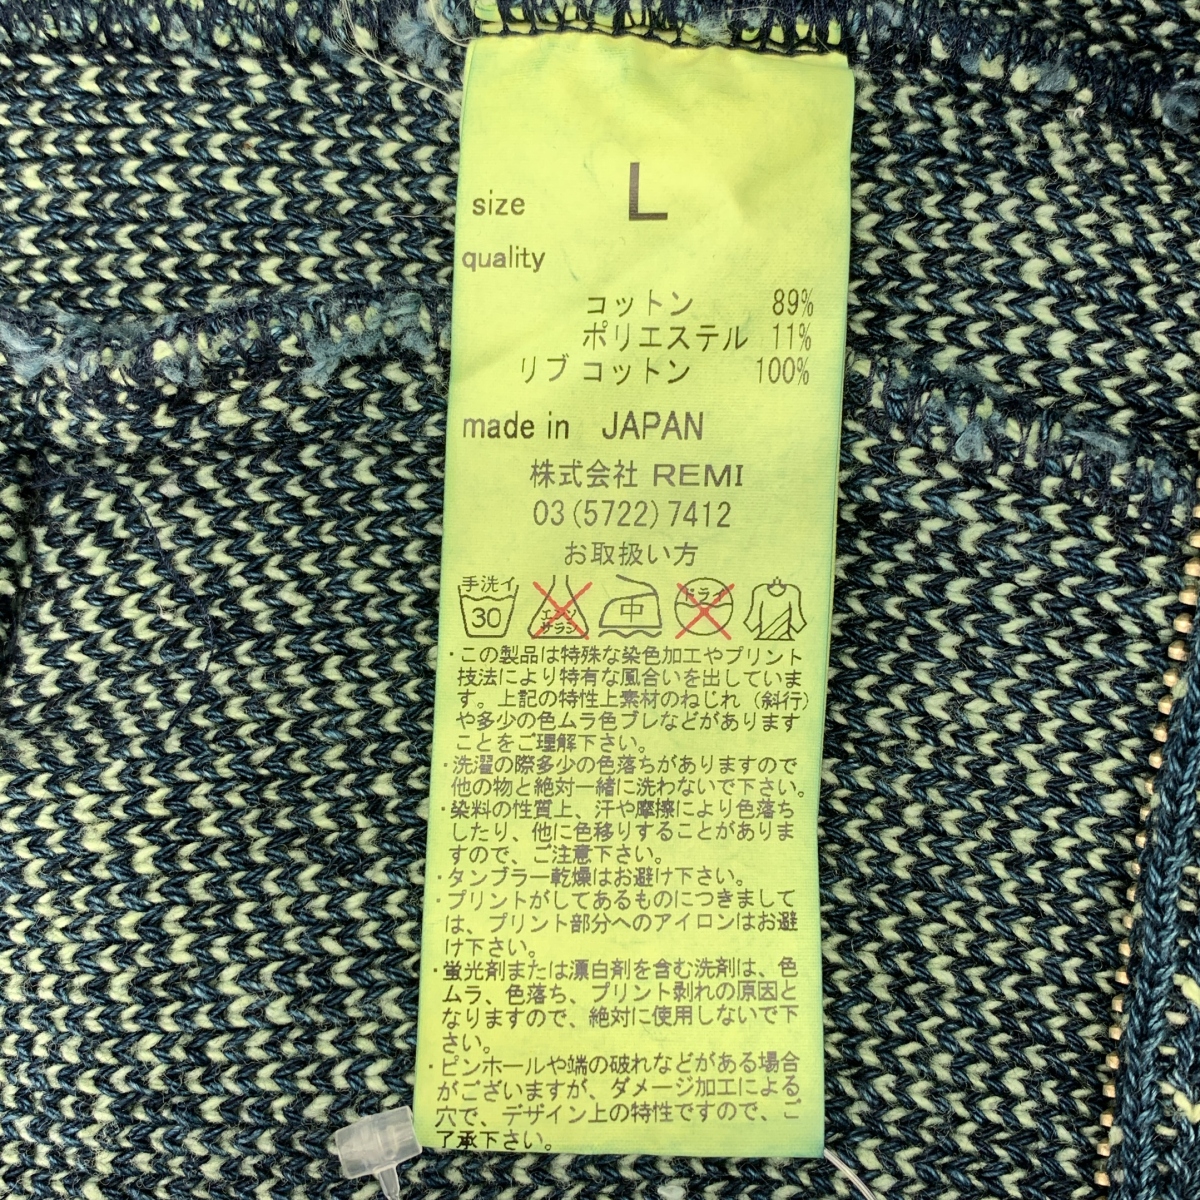 size L
quality
コットン 89%
ポリエステル 11%
リブ コットン 100%
made in JAPAN
株式会社 REMI
03(5722)7412
お取扱い方
手洗イ 30 エンソサラシ 中 ドライ
・この製品は特殊な染色加工やプリント
技法により特有な風合いを出していま
す。上記の特性上素材のねじれ（斜行）
や多少の色ムラ色ブレなどがあります
ことをご理解下さい。
・洗濯の際多少の色落ちがありますので
他の物と絶対一緒に洗わないで下さい。
・染料の性質上、汗や摩擦により色落ち
したり、他に色移りすることがありま
すので、ご注意下さい。
・タンブラー乾燥はお避け下さい。
・プリントがしてあるものにつきまして
は、プリント部分へのアイロンはお避
け下さい。
・蛍光剤または漂白剤を含む洗剤は、色
ムラ、色落ち、プリント剥れの原因と
なりますので、絶対に使用しないで下
さい。
・ピンホールや端の破れなどがある場合
がございますが、ダメージ加工による
穴で、デザイン上の特性ですので、ご
了承下さい。